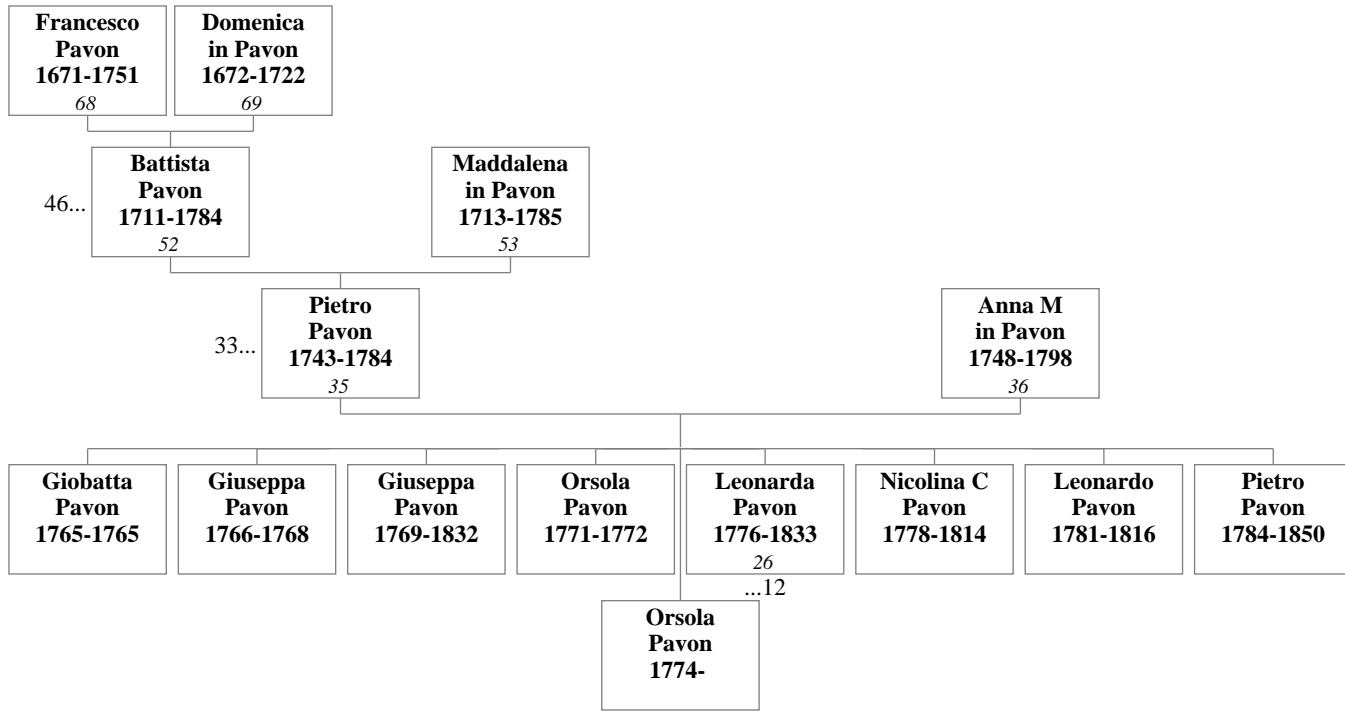 Francesco
Pavon
1671-1751
68
Domenica
in Pavon
1672-1722
69
46...
Battista
Pavon
1711-1784
52
Maddalena
in Pavon
1713-1785
53
33...
Pietro
Pavon
1743-1784
35
Anna M
in Pavon
1748-1798
36
Giobatta
Pavon
1765-1765
Giuseppa
Pavon
1766-1768
Giuseppa
Pavon
1769-1832
Orsola
Pavon
1771-1772
Leonarda
Pavon
1776-1833
26
...12
Nicolina C
Pavon
1778-1814
Leonardo
Pavon
1781-1816
Pietro
Pavon
1784-1850
Orsola
Pavon
1774-